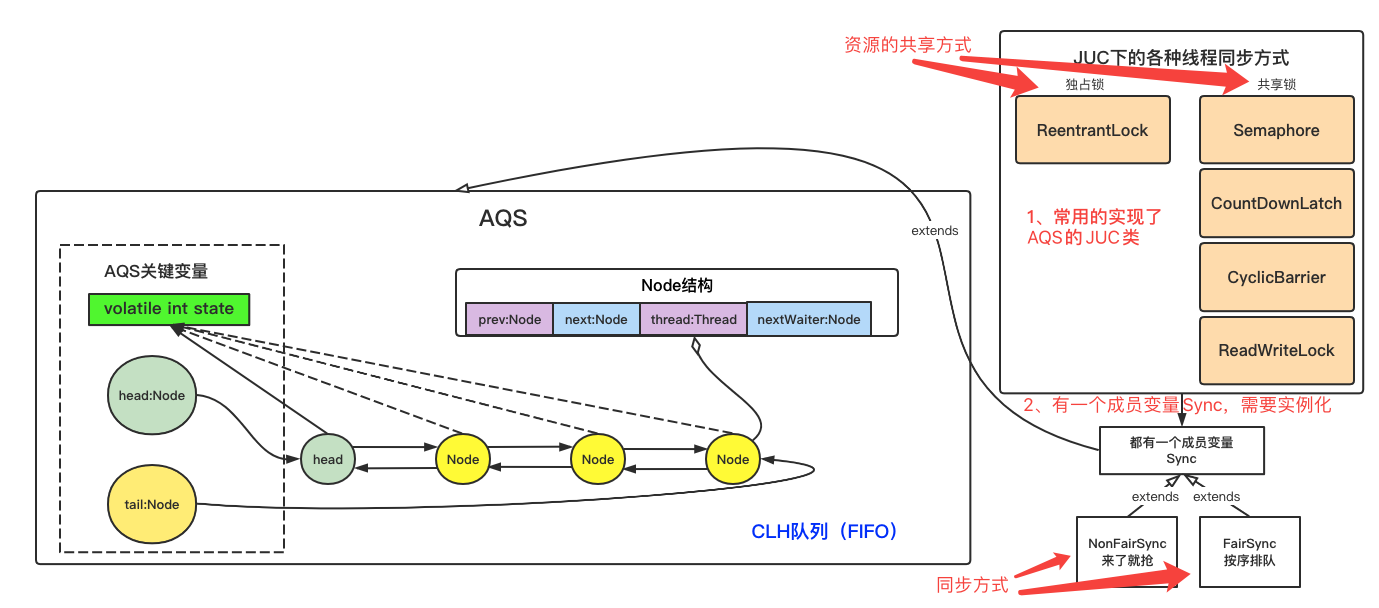 资源的共享方式
JUC下的各种线程同步方式
独占锁
共享锁
ReentrantLock
Semaphore
CountDownLatch
CyclicBarrier
ReadWriteLock
1、常用的实现了
AQS的JUC类
extends
AQS
AQS关键变量
volatile int state
head:Node
tail:Node
Node结构
prev:Node
next:Node
thread:Thread
nextWaiter:Node
head
Node
Node
Node
CLH队列（FIFO）
2、有一个成员变量Sync，需要实例化
都有一个成员变量
Sync
extends
extends
NonFairSync
来了就抢
FairSync
按序排队
同步方式